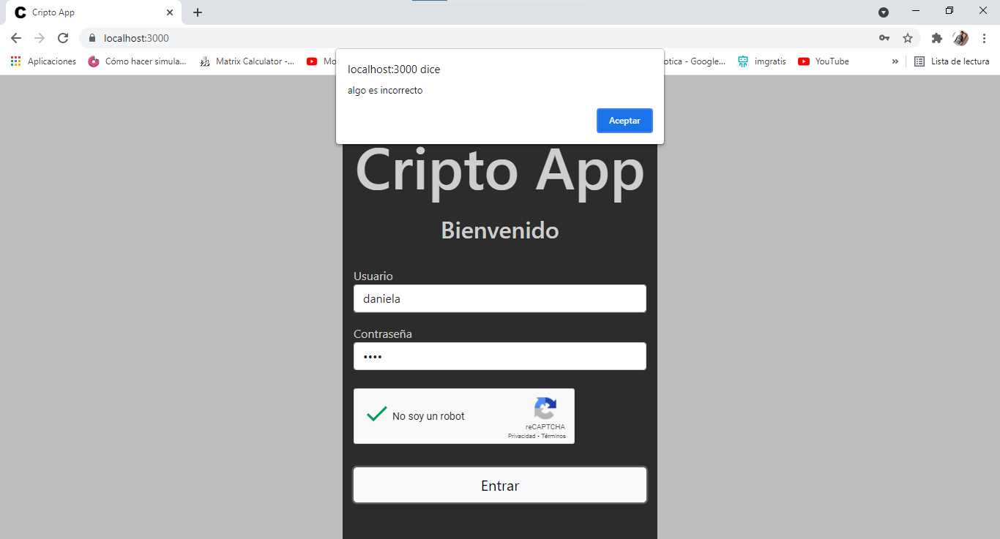 C Cripto App
localhost:3000
Aplicaciones Cómo hacer simula... Matrix Calculator -... Mo otica - Google... imgratis YouTube » Lista de lectura
localhost:3000 dice
algo es incorrecto
Aceptar
Cripto App
Bienvenido
Usuario
daniela
Contraseña
••••
No soy un robot
reCAPTCHA
Privacidad - Términos
Entrar